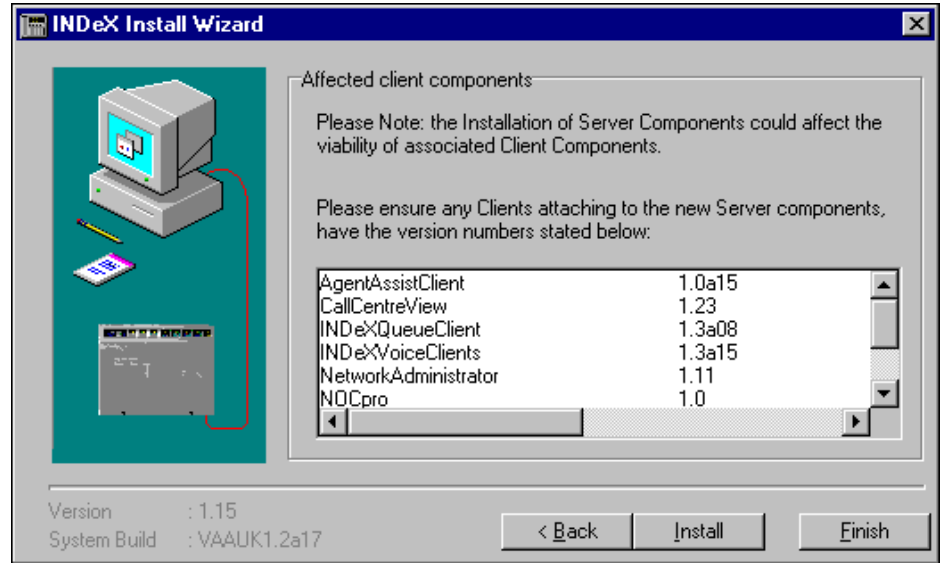 INDeX Install Wizard
Affected client components
Please Note: the Installation of Server Components could affect the
viability of associated Client Components.
Please ensure any Clients attaching to the new Server components,
have the version numbers stated below:
AgentAssistClient 1.0a15
CallCentreView 1.23
INDeXQueueClient 1.3a08
INDeXVoiceClients 1.3a15
NetworkAdministrator 1.11
NOCpro 1.0
Version : 1.15
System Build : VAAUK1.2a17
< Back Install Finish